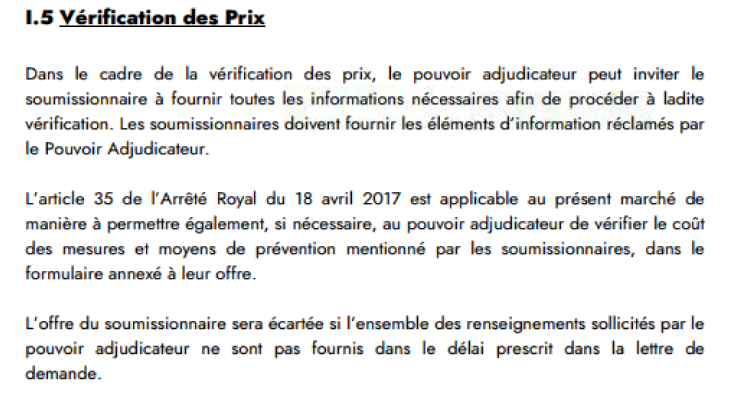 I.5 Vérification des Prix
Dans le cadre de la vérification des prix, le pouvoir adjudicateur peut inviter le
soumissionnaire à fournir toutes les informations nécessaires afin de procéder à ladite
vérification. Les soumissionnaires doivent fournir les éléments d'information réclamés par
le Pouvoir Adjudicateur.
L'article 35 de l'Arrêté Royal du 18 avril 2017 est applicable au présent marché de
manière à permettre également, si nécessaire, au pouvoir adjudicateur de vérifier le coût
des mesures et moyens de prévention mentionné par les soumissionnaires, dans le
formulaire annexé à leur offre.
L'offre du soumissionnaire sera écartée si l'ensemble des renseignements sollicités par le
pouvoir adjudicateur ne sont pas fournis dans le délai prescrit dans la lettre de
demande.